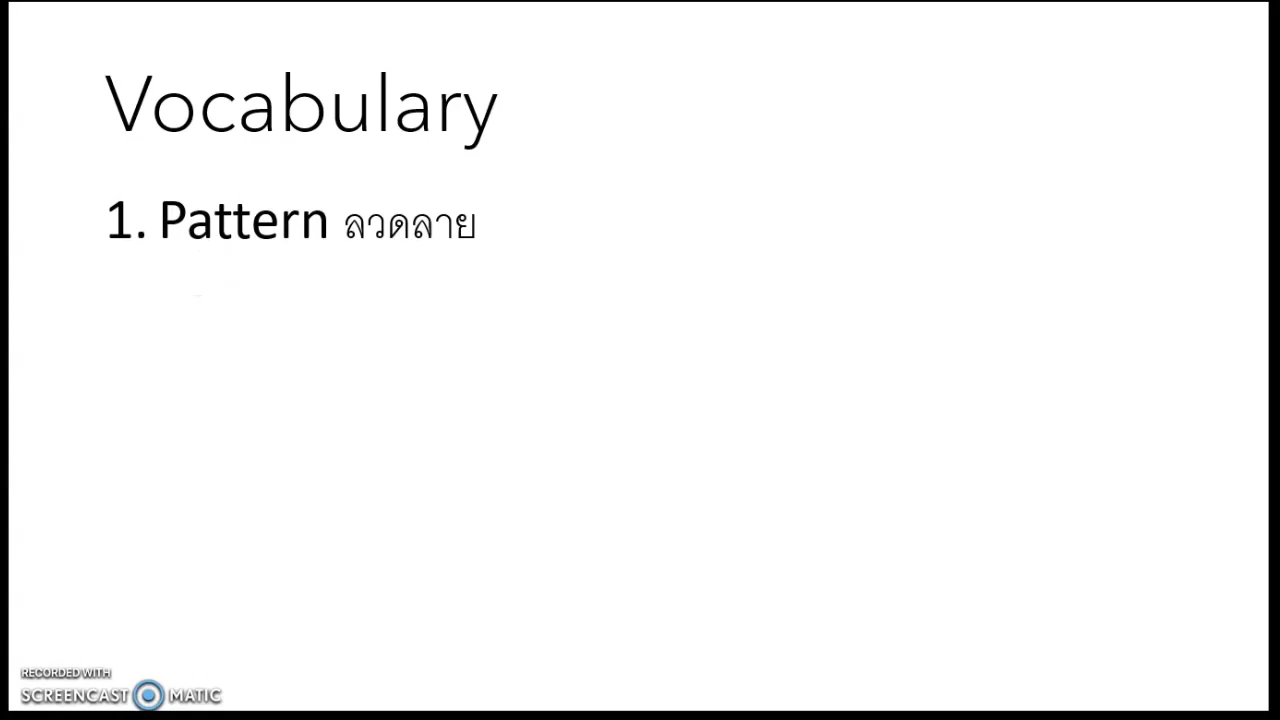 Vocabulary
1. Pattern ลวดลาย
RECORDED WITH
SCREENCAST MATIC